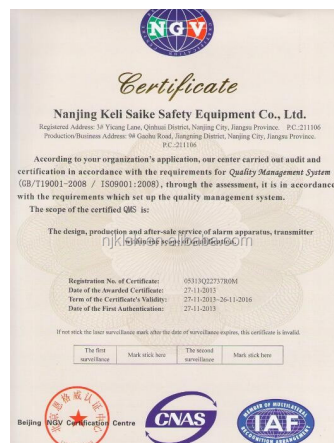 NGV
Certificate
Nanjing Keli Saike Safety Equipment Co., Ltd.
Registered Address: 3# Yicang Lane, Qinhuai District, Nanjing City, Jiangsu Province. P.C.:211106
Production/Business Address: 9# Gaohu Road, Jiangning District, Nanjing City, Jiangsu Province.
P.C.:211106
According to your organization's application, our center carried out audit and
certification in accordance with the requirements for Quality Management System
(GB/T19001-2008 / ISO9001:2008), through the assessment, it is in accordance
with the requirements which set up the quality management system.
The scope of the certified QMS is:
The design, production and after-sale service of alarm apparatus, transmitter
Registration No. of Certificate: 05313Q22737R0M
Date of the Awarded Certificate: 27-11-2013
Term of the Certificate's Validity: 27-11-2013-26-11-2016
Date of the First Authentication: 27-11-2013
If not stick the laser surveillance mark after the date of surveillance expires, this certificate is invalid.
The first surveillance Mark stick here The second surveillance Mark stick here
Beijing NGV Certification Centre
CNAS
MEMBER OF MULTILATERAL
IAF